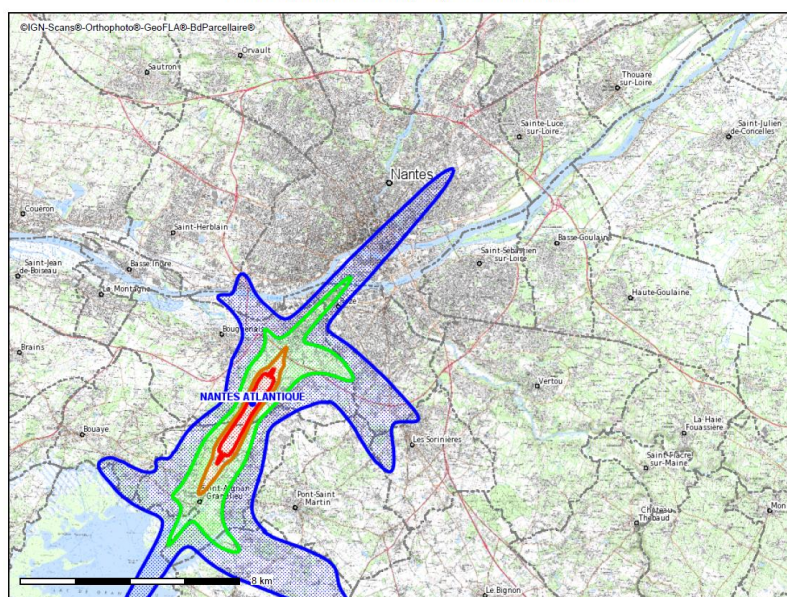 ©IGN-Scans®-Orthophoto®-GeoFLA®-BdParcellaire®
Orvault
Sautron
Thouaré
sur-Loire
Sainte-Luce
sur-Loire
Saint-Julien
de-Concelles
Nantes
Couëron
Saint-Herblain
Basse-Goulaine
Saint-Sébastien
sur-Loire
Saint-Jean
de-Boiseau
Basse Indre
La Montagne
Haute-Goulaine
Bouguenais
Brains
Vertou
NANTES ATLANTIQUE
La Haie
Fouassière
Bouaye
Les Sorinières
Saint-Fiacre
sur-Maine
Saint-Aignan
Grandlieu
Pont-Saint
Martin
Château
Thébaud
Mon
8 km
Le Bignon